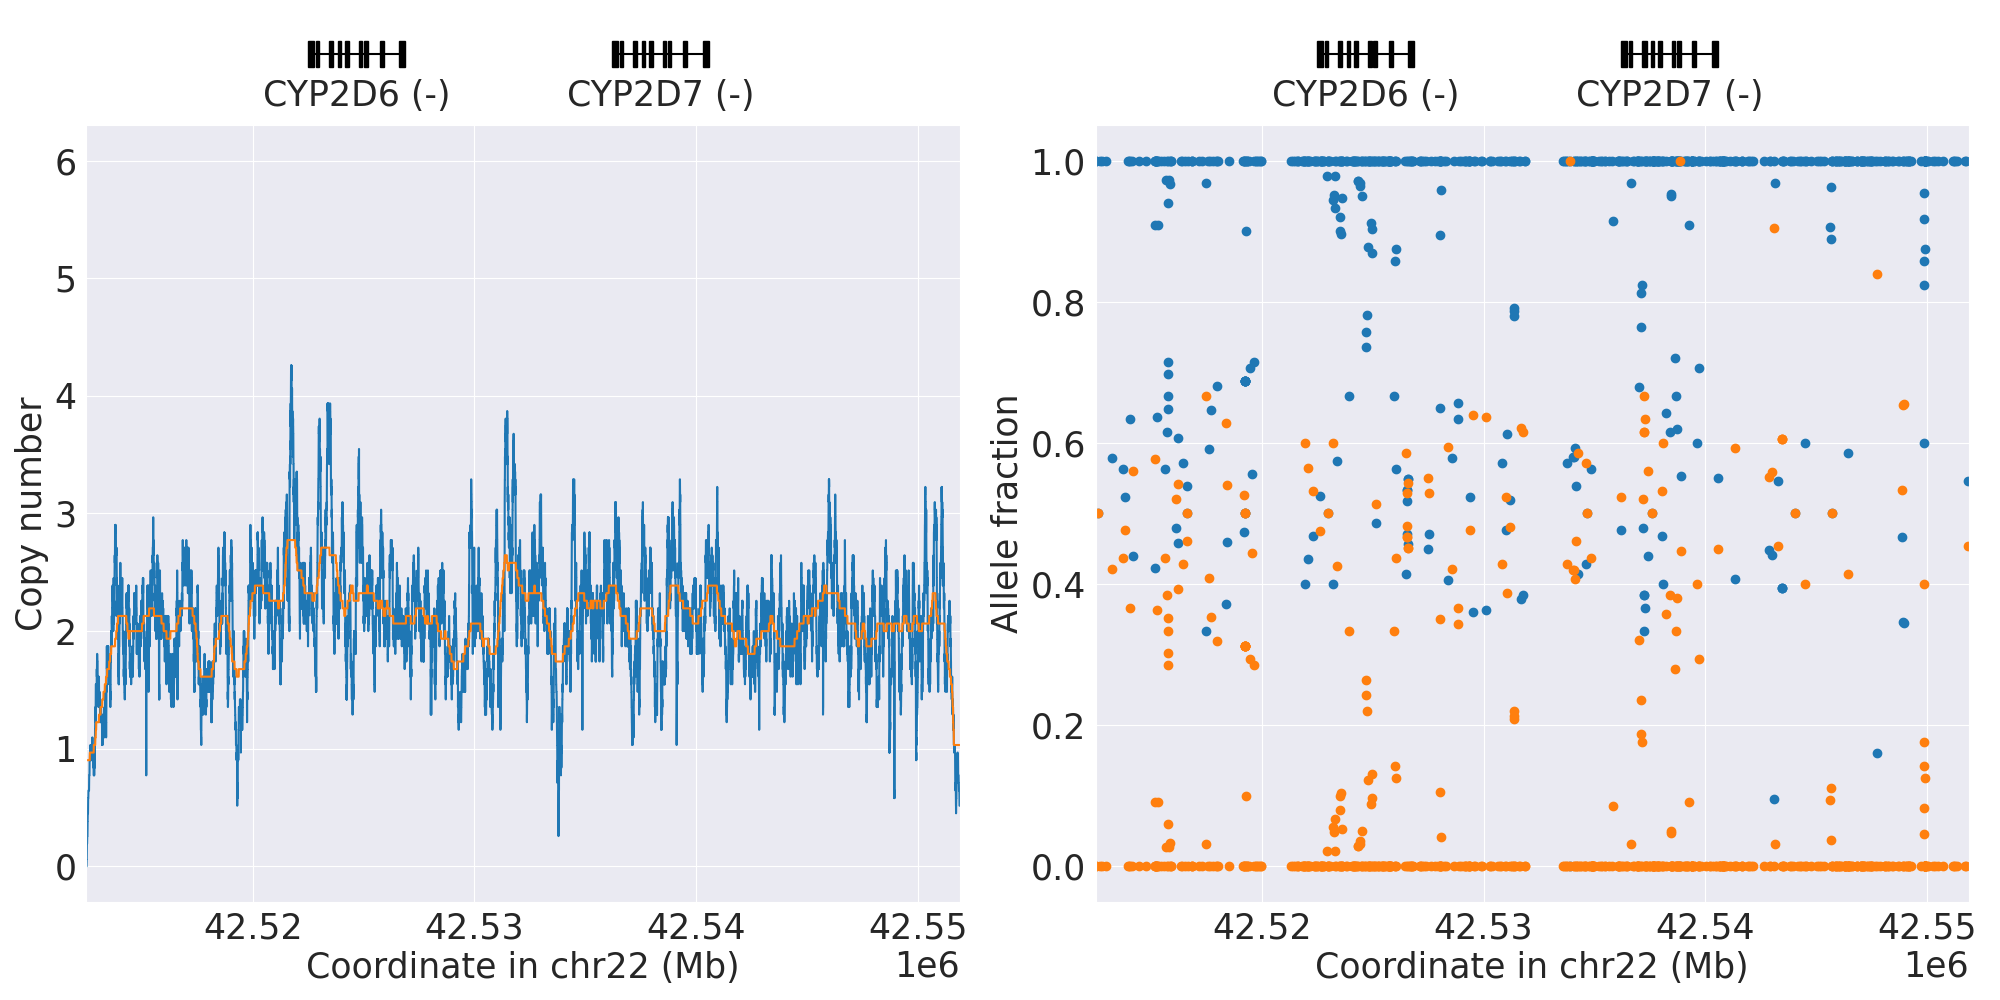 CYP2D6 (-) CYP2D7 (-)
6
5
4
3
2
1
0
Copy number
42.52 42.53 42.54 42.55
Coordinate in chr22 (Mb) 1e6
CYP2D6 (-) CYP2D7 (-)
1.0
0.8
0.6
0.4
0.2
0.0
Allele fraction
42.52 42.53 42.54 42.55
Coordinate in chr22 (Mb) 1e6